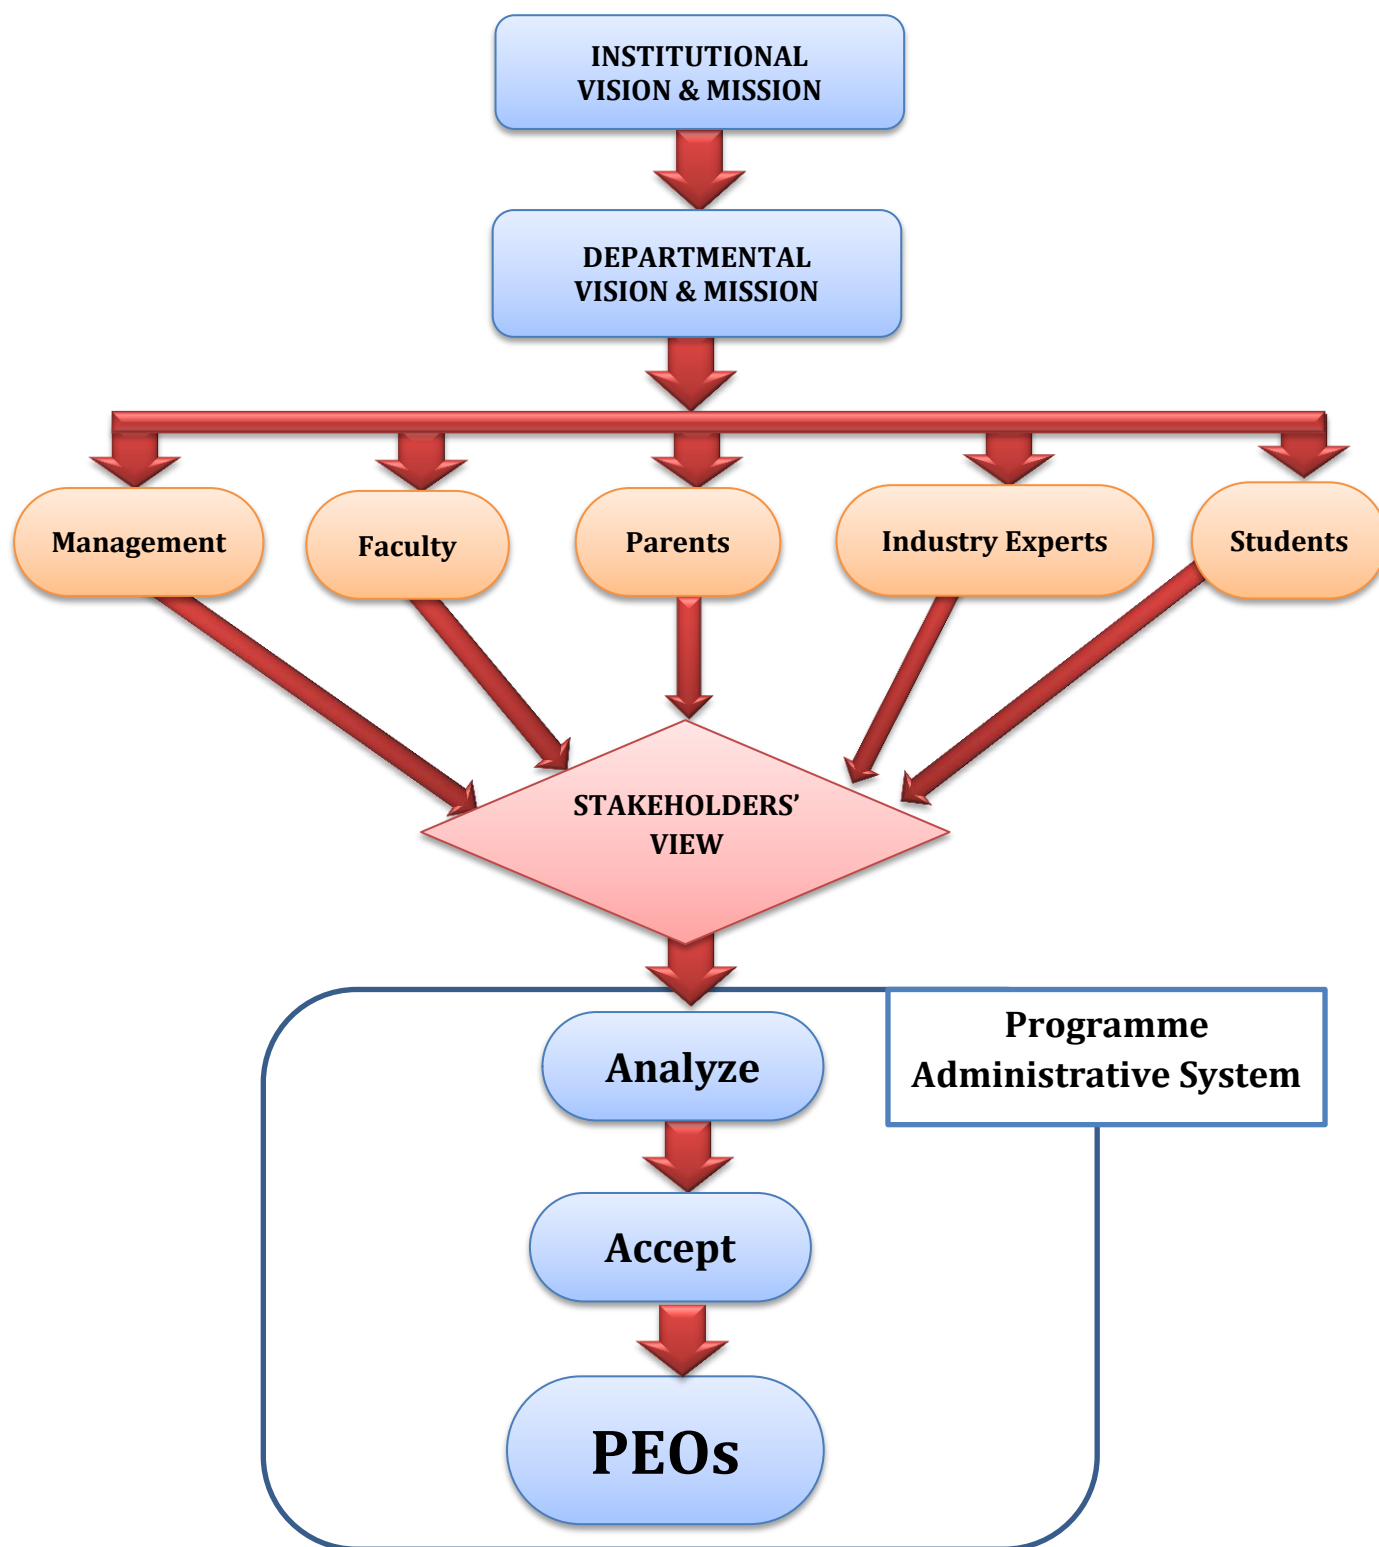 INSTITUTIONAL
VISION & MISSION
DEPARTMENTAL
VISION & MISSION
Management
Faculty
Parents
Industry Experts
Students
STAKEHOLDERS’
VIEW
Programme
Administrative System
Analyze
Accept
PEOs